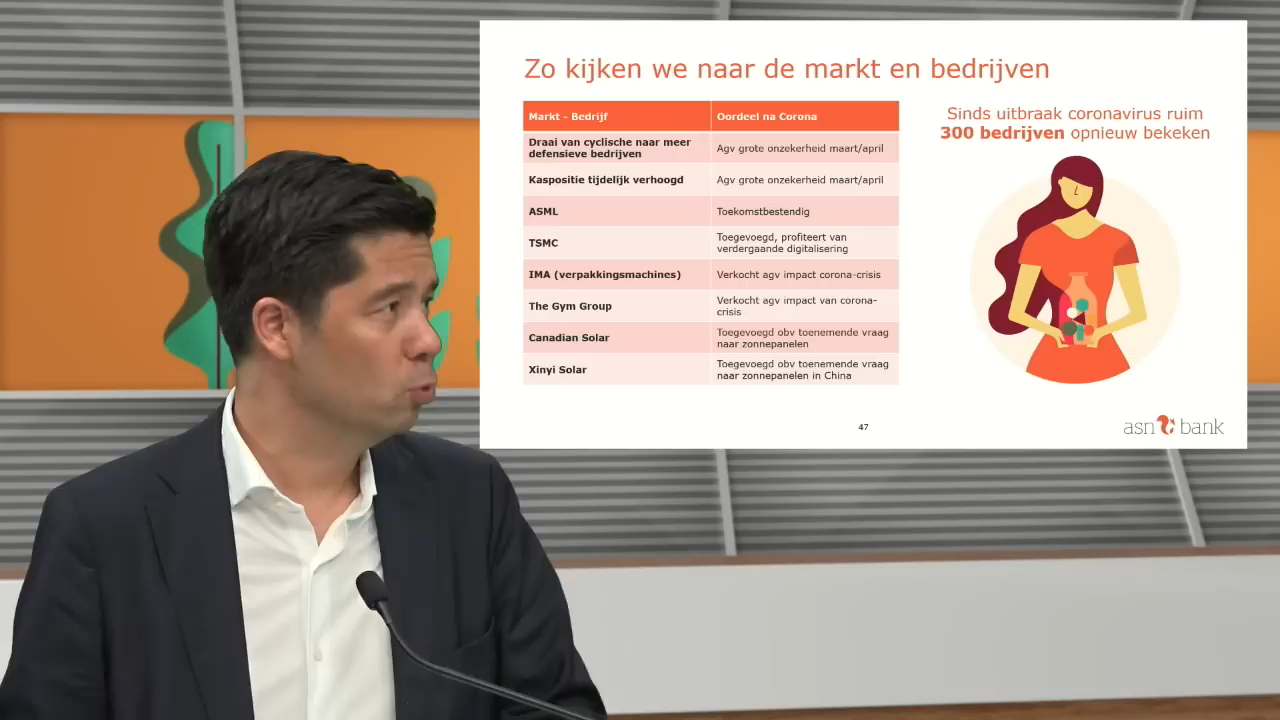 Zo kijken we naar de markt en bedrijven
Markt – Bedrijf
Oordeel na Corona
Draai van cyclische naar meer
defensieve bedrijven
Agv grote onzekerheid maart/april
Kaspositie tijdelijk verhoogd
Agv grote onzekerheid maart/april
ASML
Toekomstbestendig
TSMC
Toegevoegd, profiteert van
verdergaande digitalisering
IMA (verpakkingsmachines)
Verkocht agv impact corona-crisis
The Gym Group
Verkocht agv impact van corona-
crisis
Canadian Solar
Toegevoegd obv toenemende vraag
naar zonnepanelen
Xinyi Solar
Toegevoegd obv toenemende vraag
naar zonnepanelen in China
Sinds uitbraak coronavirus ruim
300 bedrijven opnieuw bekeken
47
asn bank